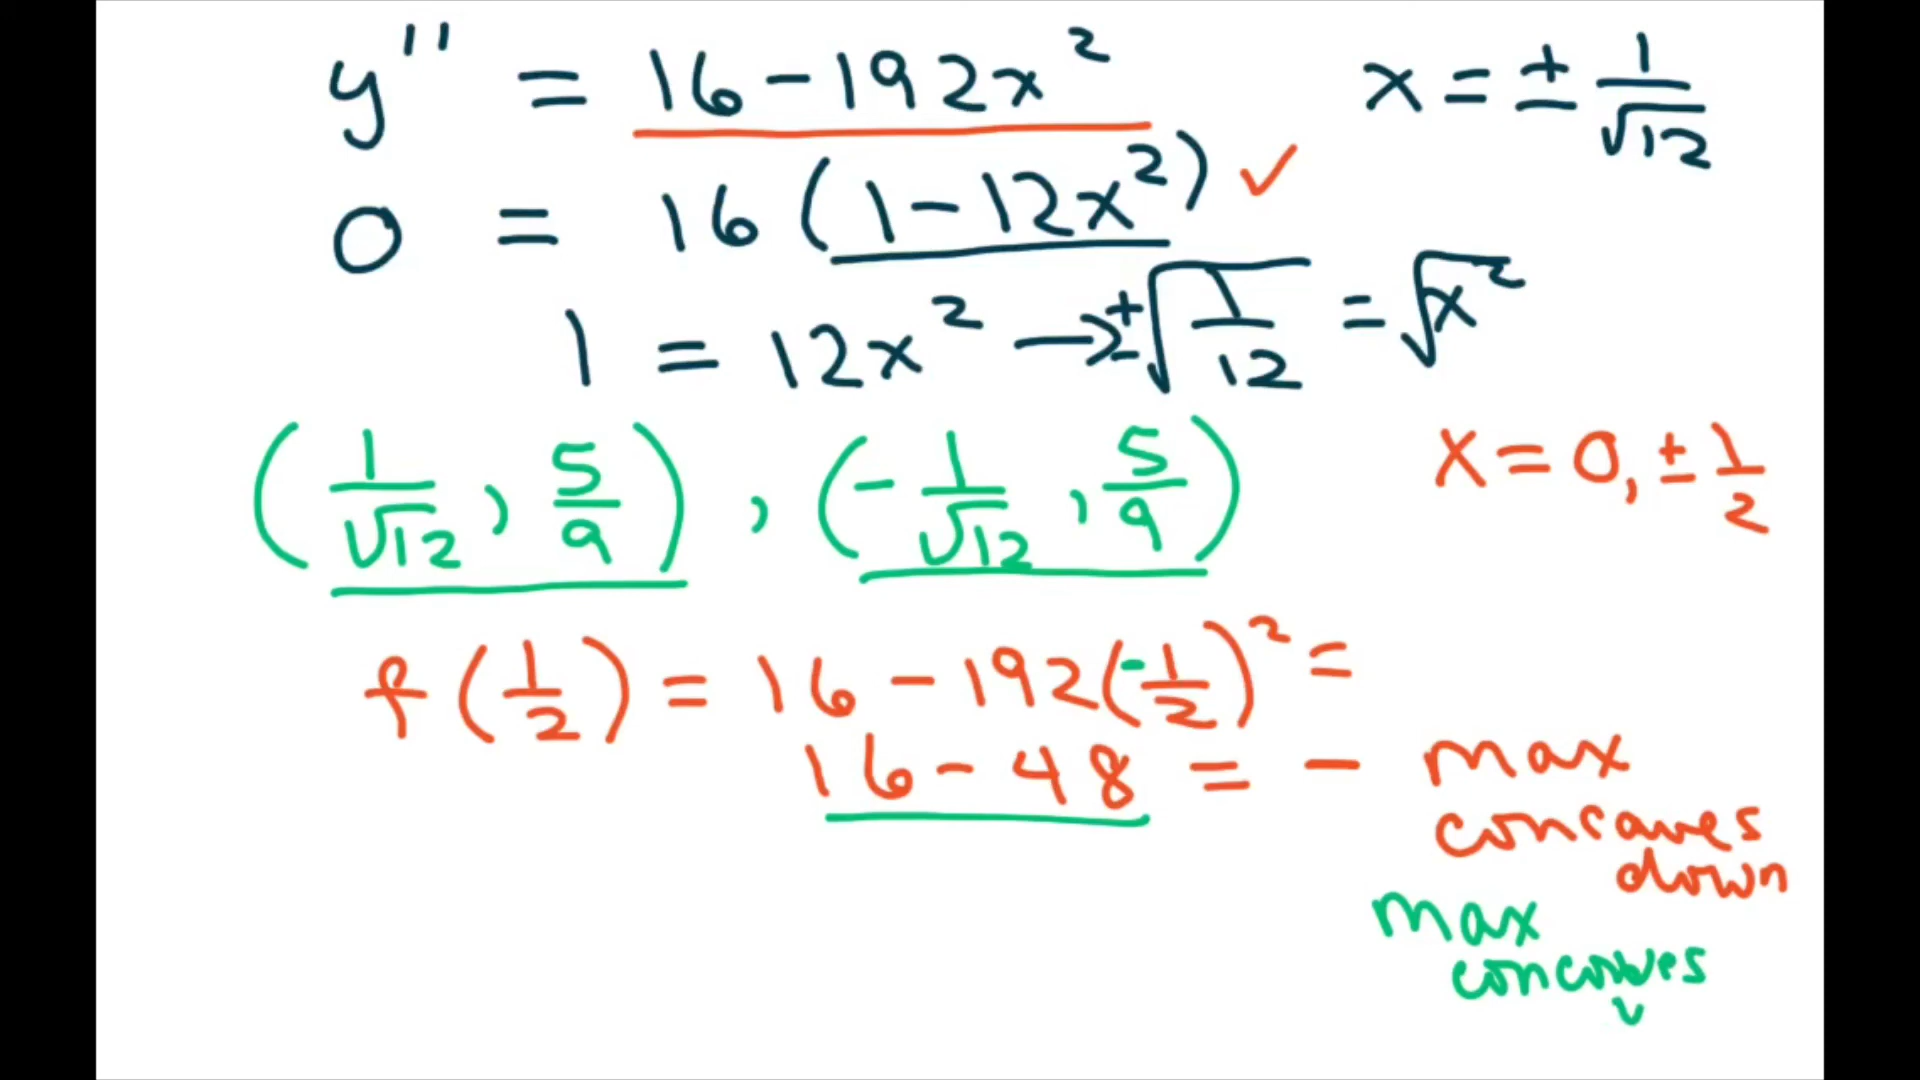 y'' = 16 - 192x²
x = ± 1/√12
0 = 16(1 - 12x²) ✓
1 = 12x² → ±√(1/12) = √x²
(1/√12, 5/9), (-1/√12, 5/9)
x = 0, ± 1/2
f(1/2) = 16 - 192(-1/2)² =
16 - 48 = - max
concaves
down
max
concaves